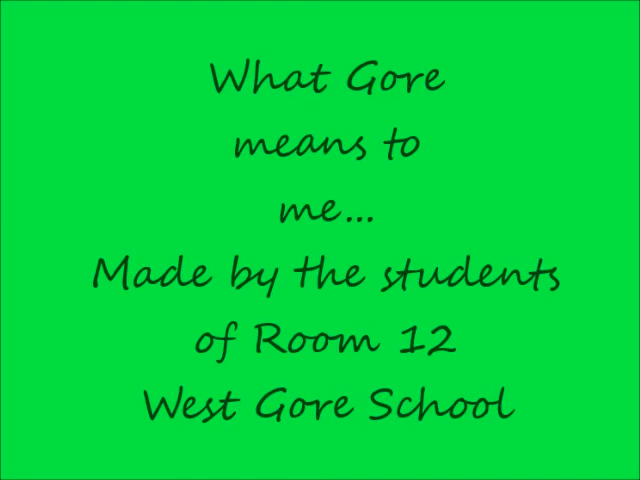 What Gore
means to
me...
Made by the students
of Room 12
West Gore School